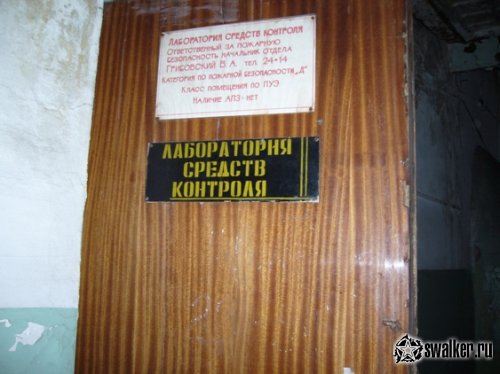 ЛАБОРАТОРИЯ СРЕДСТВ КОНТРОЛЯ
ОТВЕТСТВЕННЫЙ ЗА ПОЖАРНУЮ
БЕЗОПАСНОСТЬ НАЧАЛЬНИК ОТДЕЛА
ГРИБОВСКИЙ В.А. ТЕЛ. 24-14
КАТЕГОРИЯ ПО ПОЖАРНОЙ БЕЗОПАСНОСТИ „Д"
КЛАСС ПОМЕЩЕНИЯ ПО ПУЭ
НАЛИЧИЕ АПЗ-НЕТ
ЛАБОРАТОРИЯ
СРЕДСТВ
КОНТРОЛЯ
swalker.ru